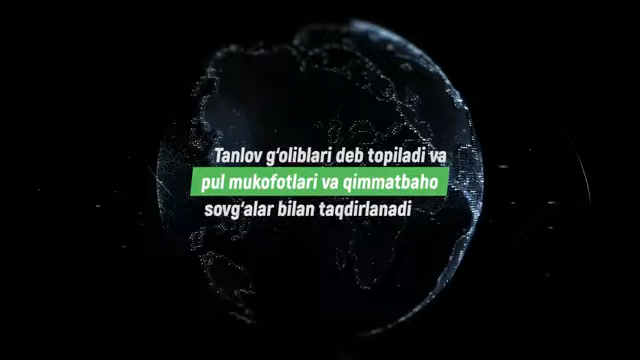 Tanlov g‘oliblari deb topiladi va
pul mukofotlari va qimmatbaho
sovg‘alar bilan taqdirlanadi